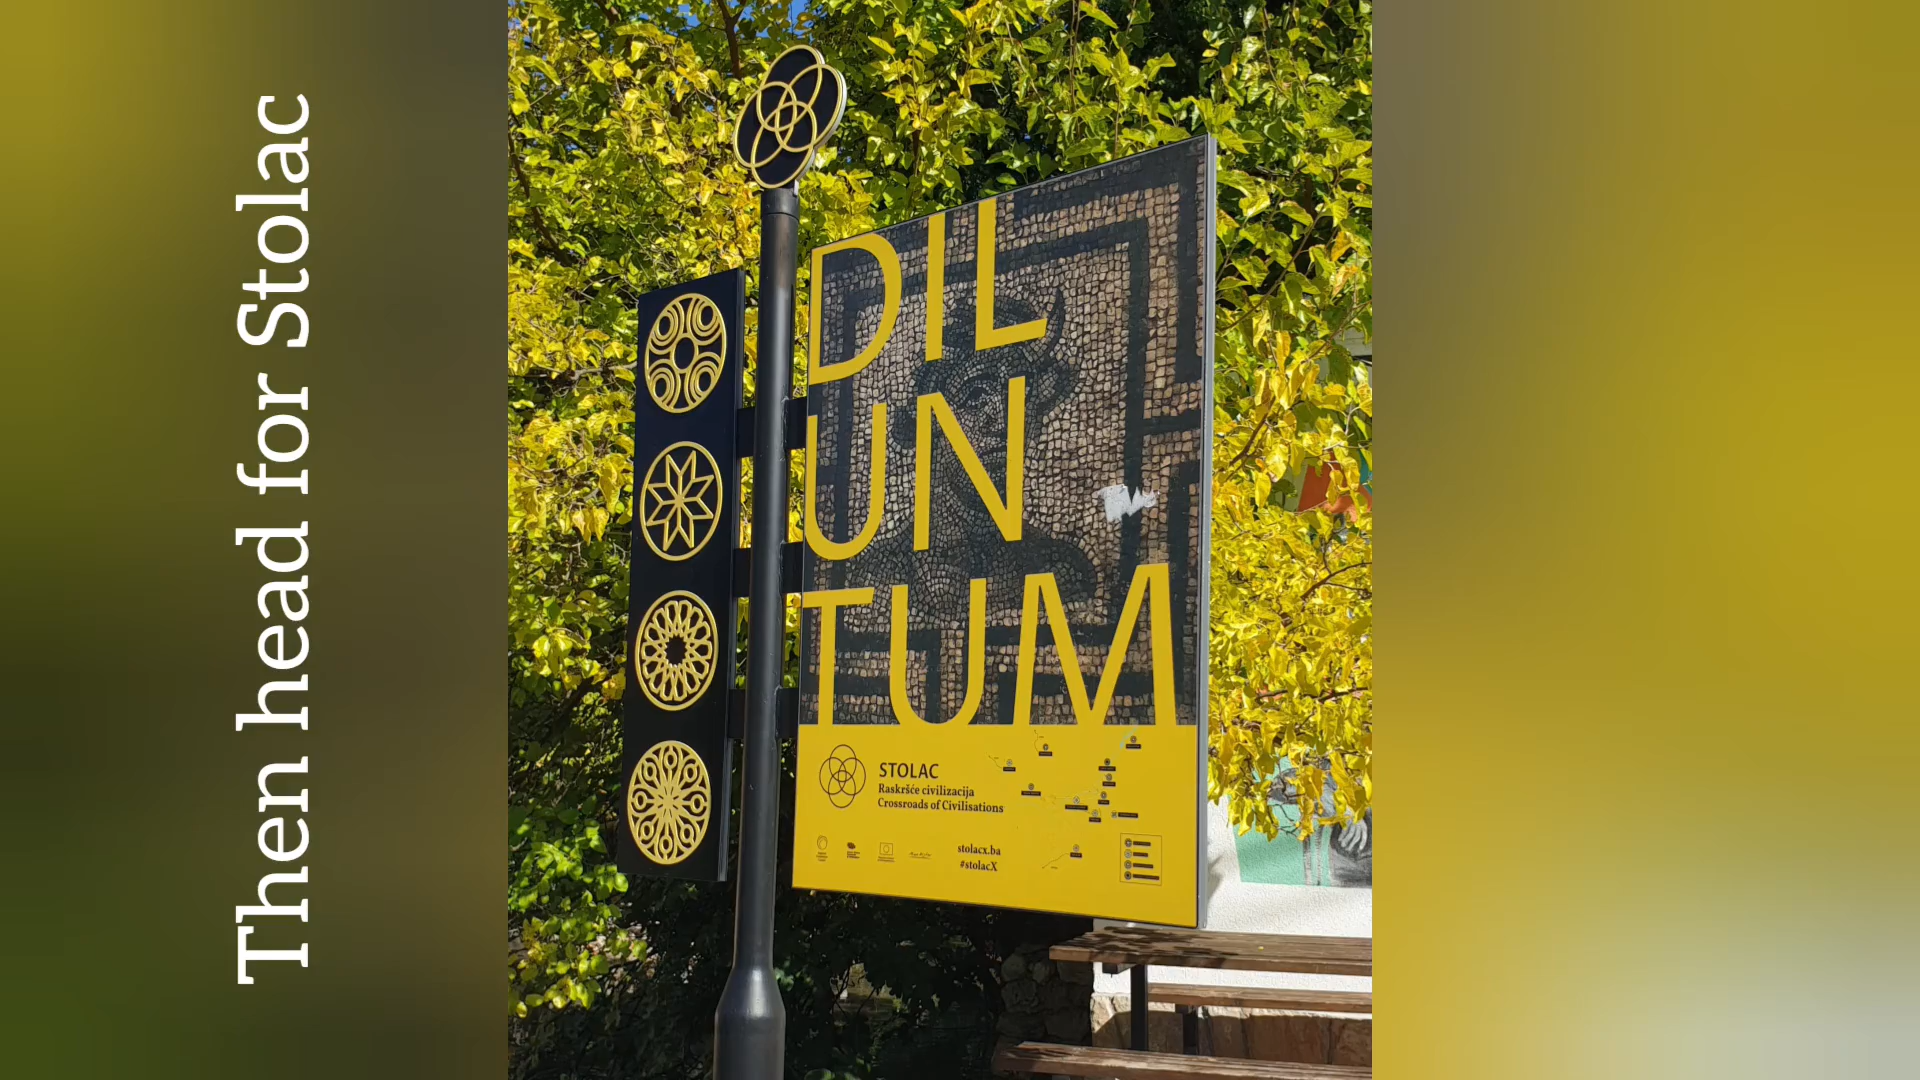 Then head for Stolac
DIL
UN
TUM
STOLAC
Raskršće civilizacija
Crossroads of Civilisations
stolacx.ba
#stolacX